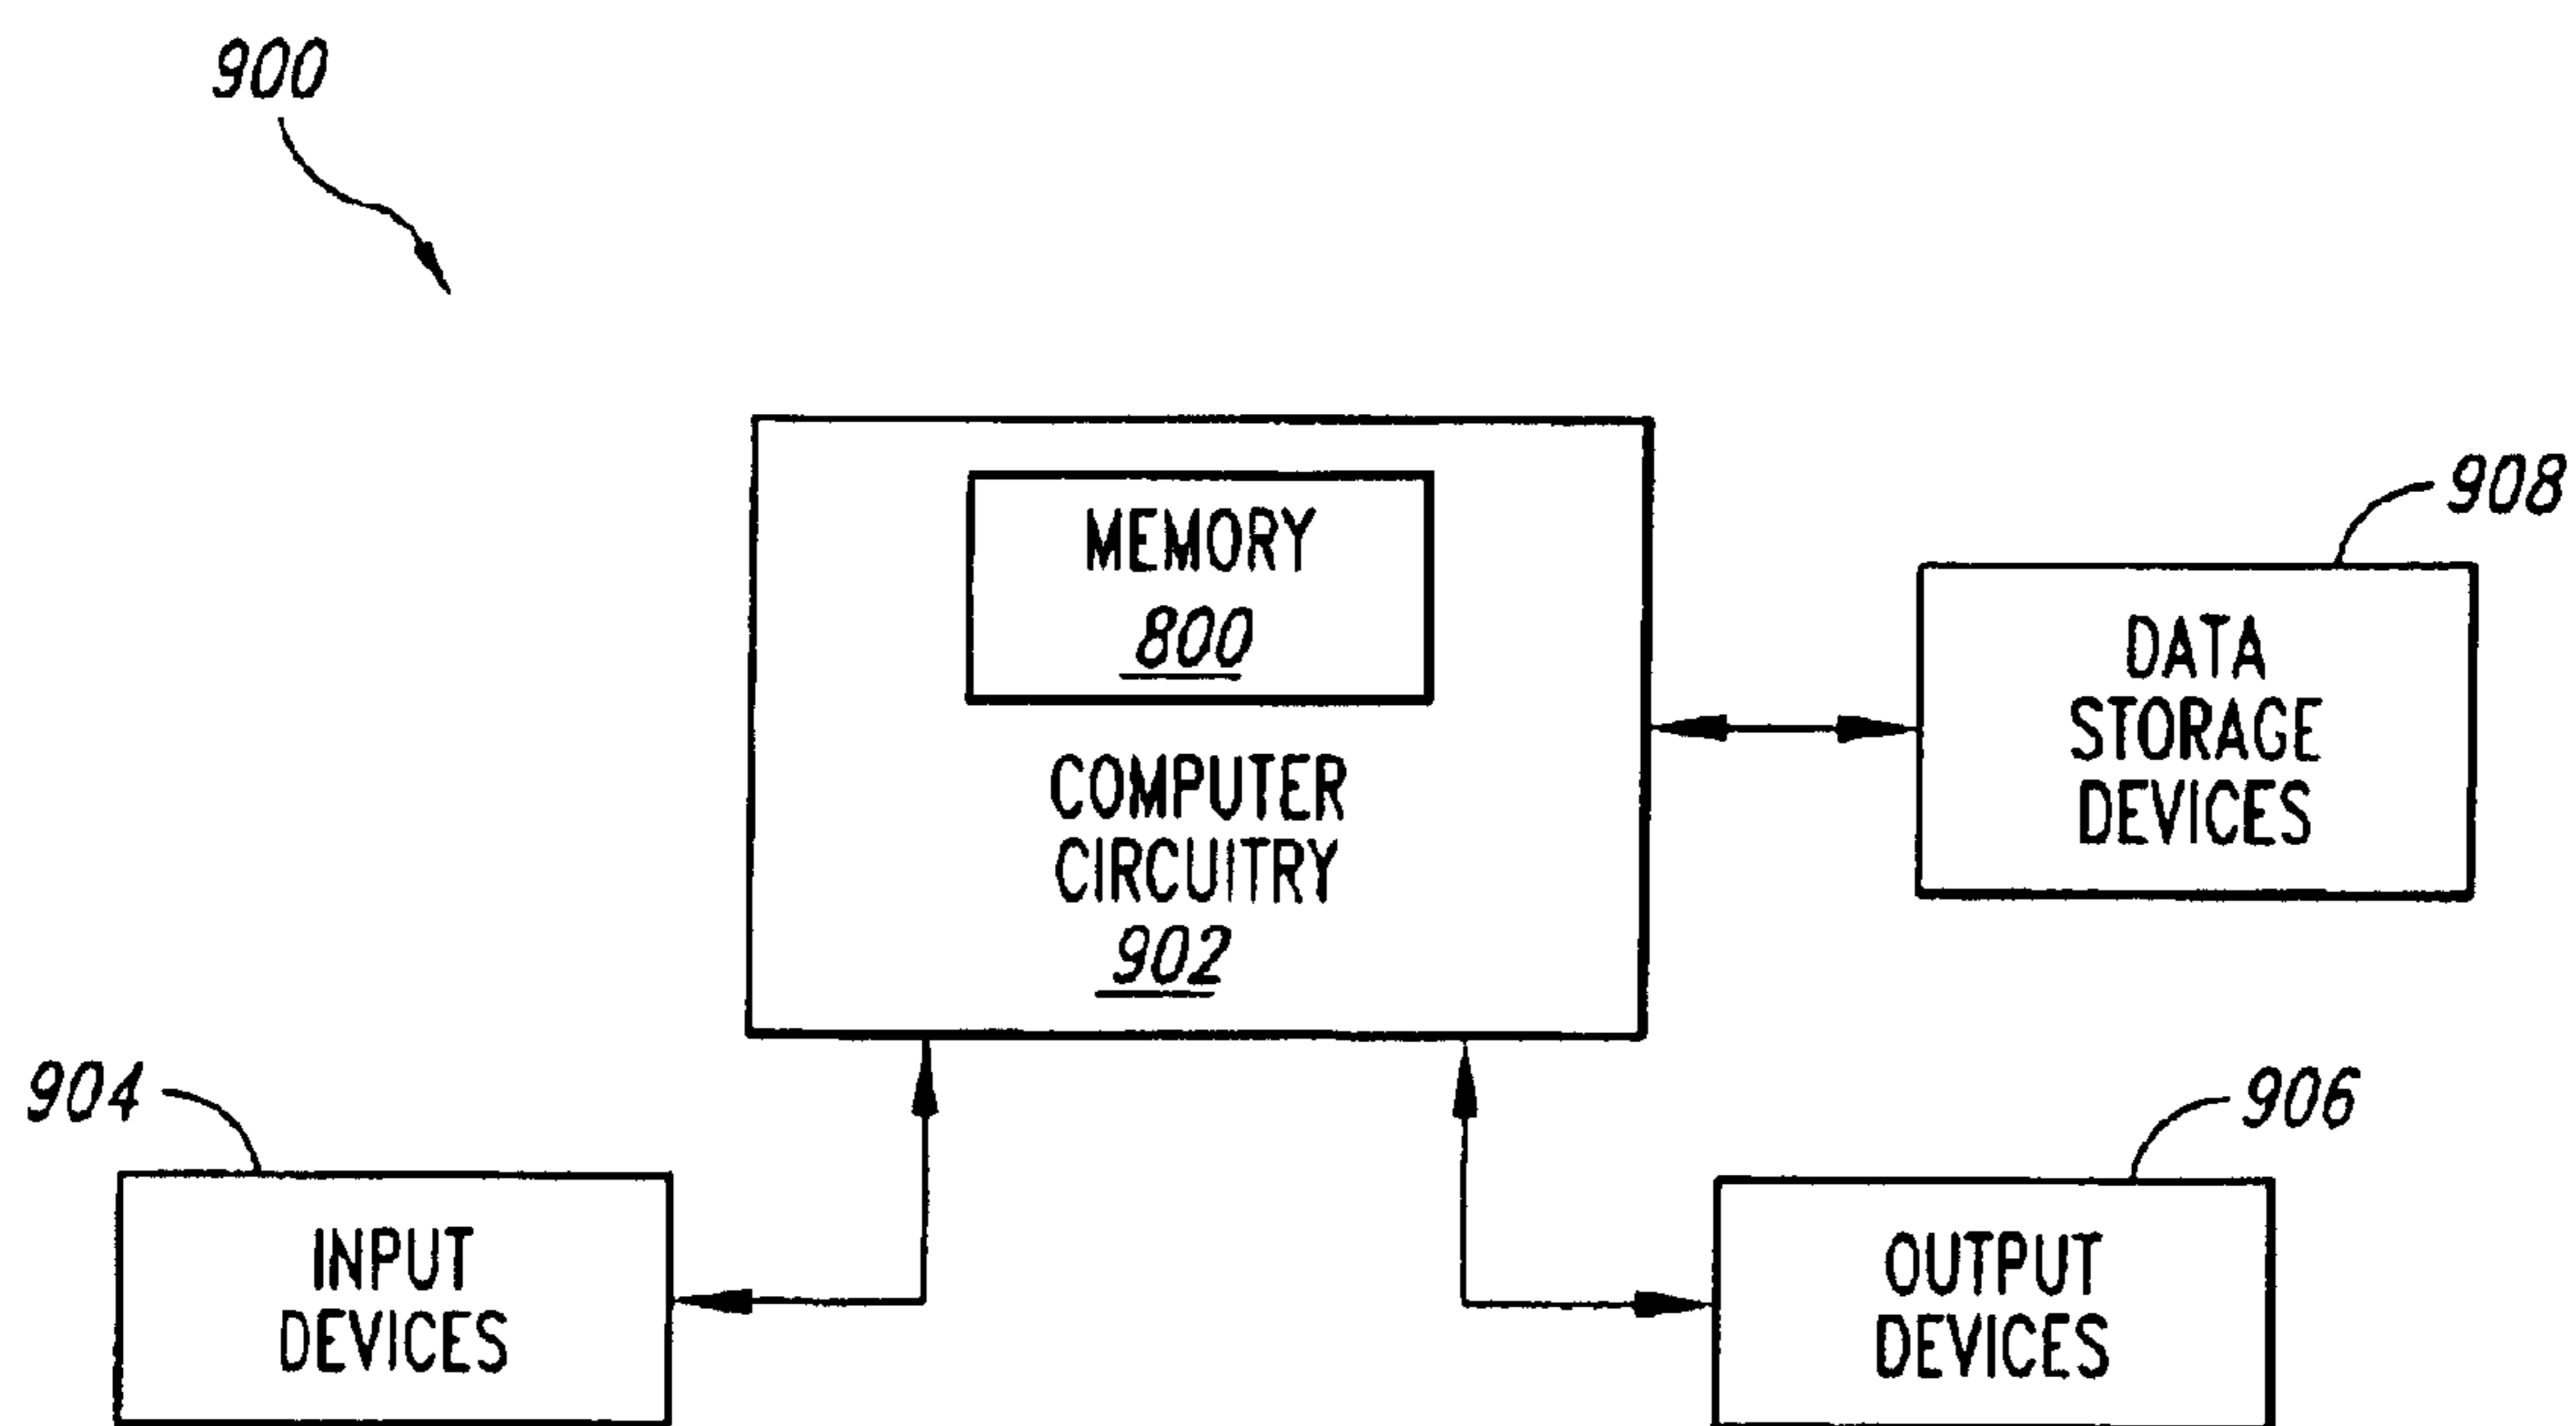 900
MEMORY
800
COMPUTER
CIRCUITRY
902
908
DATA
STORAGE
DEVICES
904
INPUT
DEVICES
906
OUTPUT
DEVICES